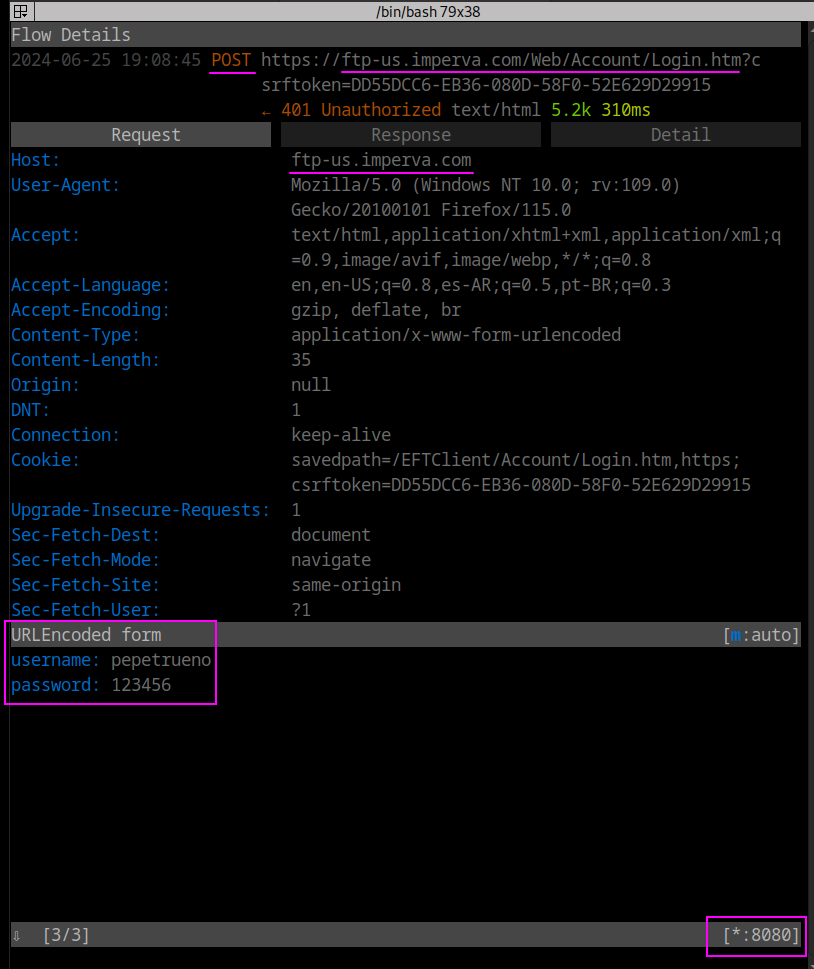 /bin/bash 79x38
Flow Details
2024-06-25 19:08:45 POST https://ftp-us.imperva.com/Web/Account/Login.htm?c
srftoken=DD55DCC6-EB36-080D-58F0-52E629D29915
← 401 Unauthorized text/html 5.2k 310ms
Request Response Detail
Host: ftp-us.imperva.com
User-Agent: Mozilla/5.0 (Windows NT 10.0; rv:109.0)
Gecko/20100101 Firefox/115.0
Accept: text/html,application/xhtml+xml,application/xml;q
=0.9,image/avif,image/webp,*/*;q=0.8
Accept-Language: en,en-US;q=0.8,es-AR;q=0.5,pt-BR;q=0.3
Accept-Encoding: gzip, deflate, br
Content-Type: application/x-www-form-urlencoded
Content-Length: 35
Origin: null
DNT: 1
Connection: keep-alive
Cookie: savedpath=/EFTClient/Account/Login.htm,https;
csrftoken=DD55DCC6-EB36-080D-58F0-52E629D29915
Upgrade-Insecure-Requests: 1
Sec-Fetch-Dest: document
Sec-Fetch-Mode: navigate
Sec-Fetch-Site: same-origin
Sec-Fetch-User: ?1
URLEncoded form [m:auto]
username: pepetrueno
password: 123456
⇩ [3/3] [*:8080]